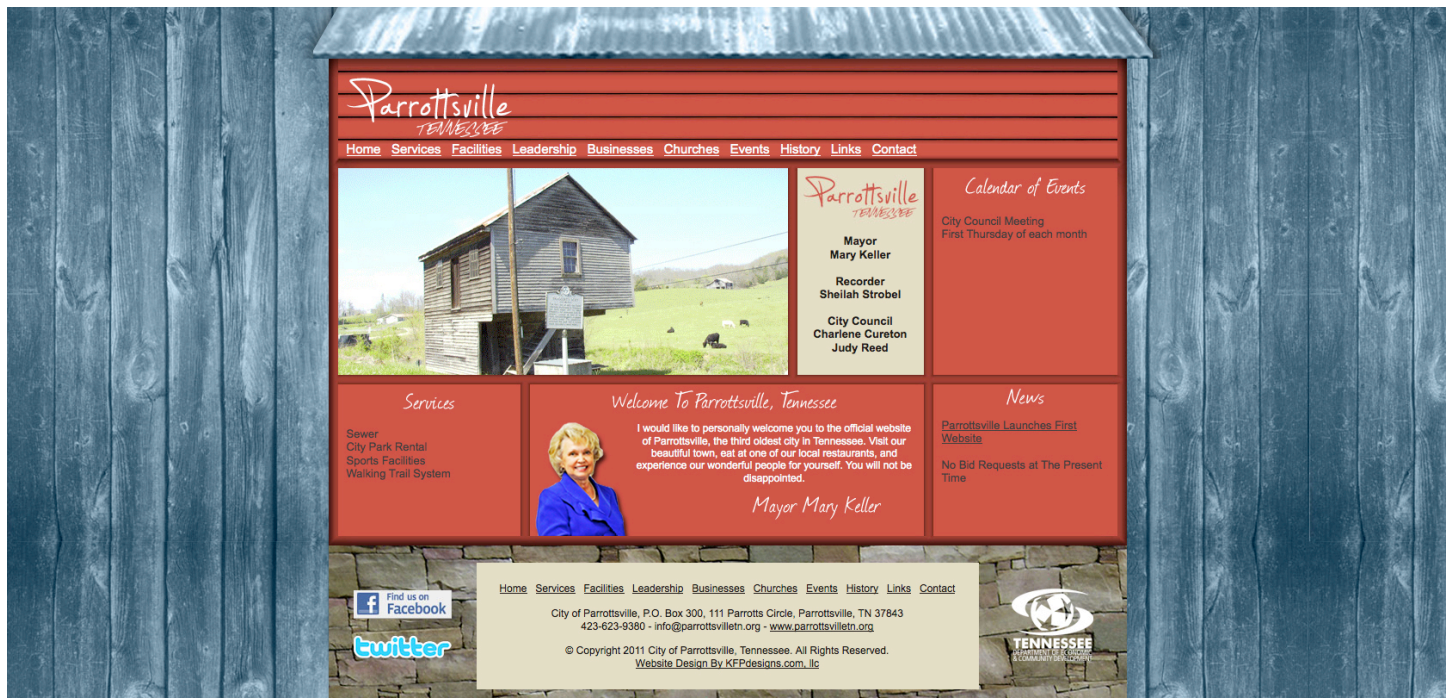 Parrottsville
TENNESSEE
Home Services Facilities Leadership Businesses Churches Events History Links Contact
Parrottsville
TENNESSEE
Mayor
Mary Keller
Recorder
Sheilah Strobel
City Council
Charlene Cureton
Judy Reed
Calendar of Events
City Council Meeting
First Thursday of each month
Services
Sewer
City Park Rental
Sports Facilities
Walking Trail System
Welcome To Parrottsville, Tennessee
I would like to personally welcome you to the official website
of Parrottsville, the third oldest city in Tennessee. Visit our
beautiful town, eat at one of our local restaurants, and
experience our wonderful people for yourself. You will not be
disappointed.
Mayor Mary Keller
News
Parrottsville Launches First
Website
No Bid Requests at The Present
Time
Find us on
Facebook
twitter
Home Services Facilities Leadership Businesses Churches Events History Links Contact
City of Parrottsville, P.O. Box 300, 111 Parrotts Circle, Parrottsville, TN 37843
423-623-9380 - info@parrottsvilletn.org - www.parrottsvilletn.org
© Copyright 2011 City of Parrottsville, Tennessee. All Rights Reserved.
Website Design By KFPdesigns.com, llc
TENNESSEE
DEPARTMENT OF ECONOMIC
& COMMUNITY DEVELOPMENT